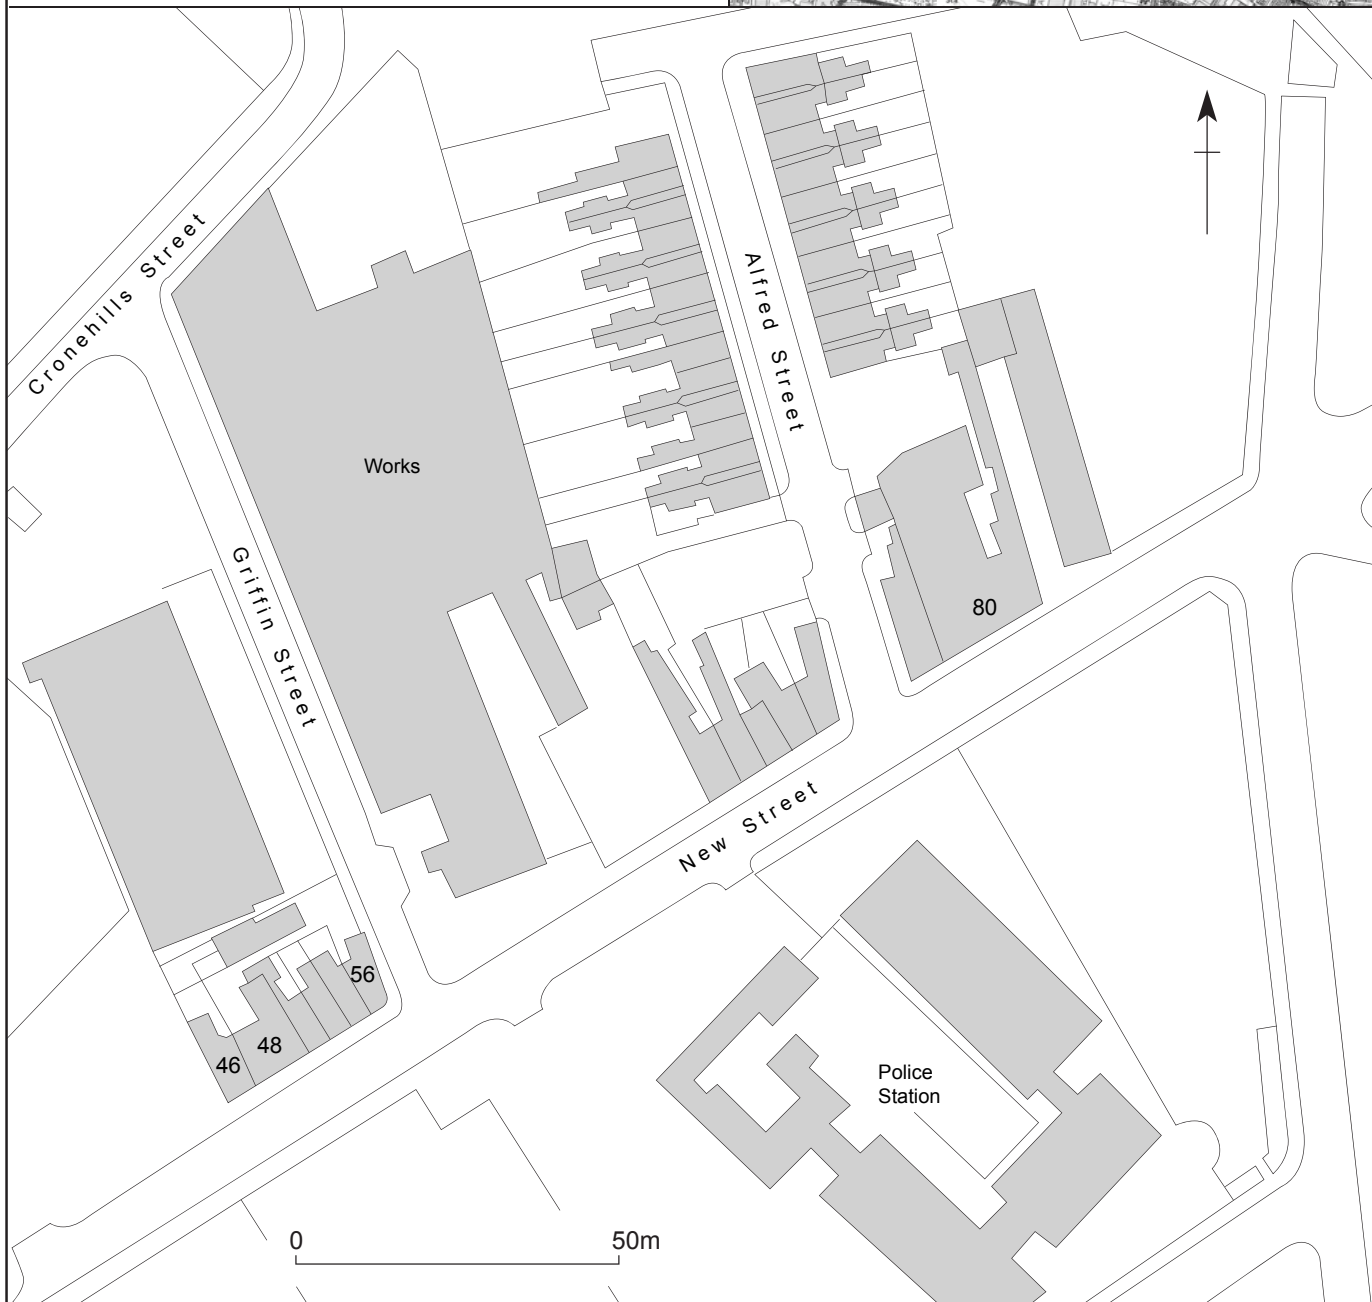 Cronehills Street
Alfred Street
Works
Griffin Street
80
New Street
56
48
46
Police
Station
0 50m